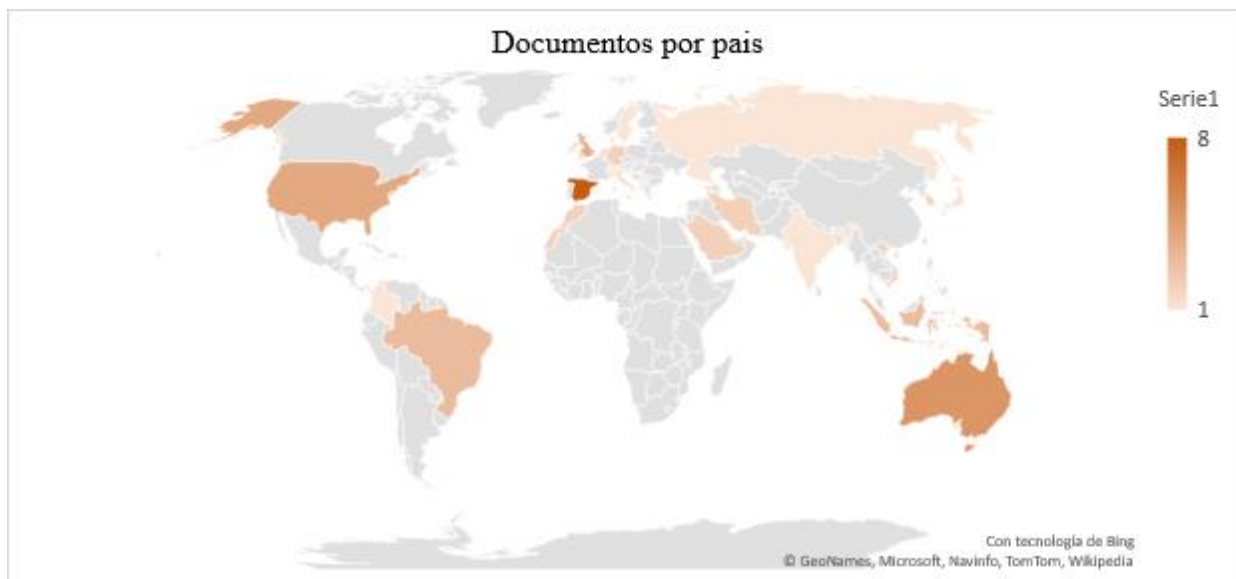 Documentos por pais
Serie1
8
1
Con tecnología de Bing
© GeoNames, Microsoft, Navinfo, TomTom, Wikipedia